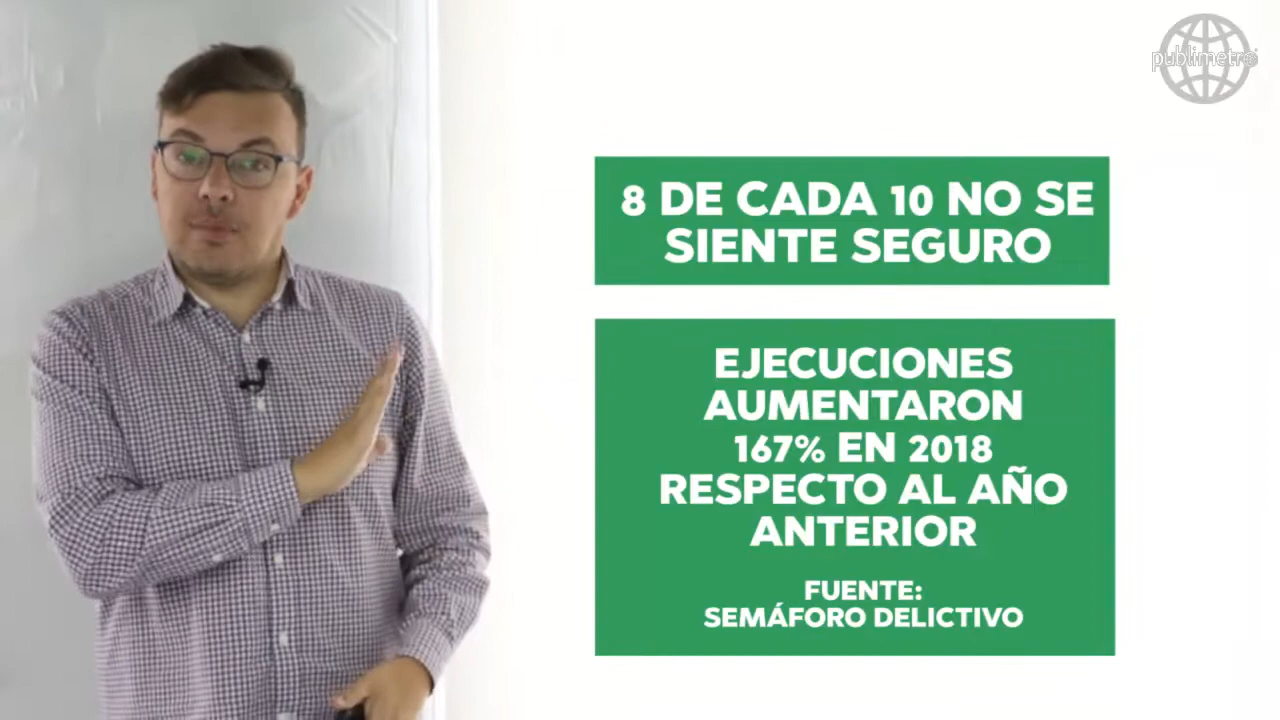 publimetro
8 DE CADA 10 NO SE
SIENTE SEGURO
EJECUCIONES
AUMENTARON
167% EN 2018
RESPECTO AL AÑO
ANTERIOR
FUENTE:
SEMÁFORO DELICTIVO